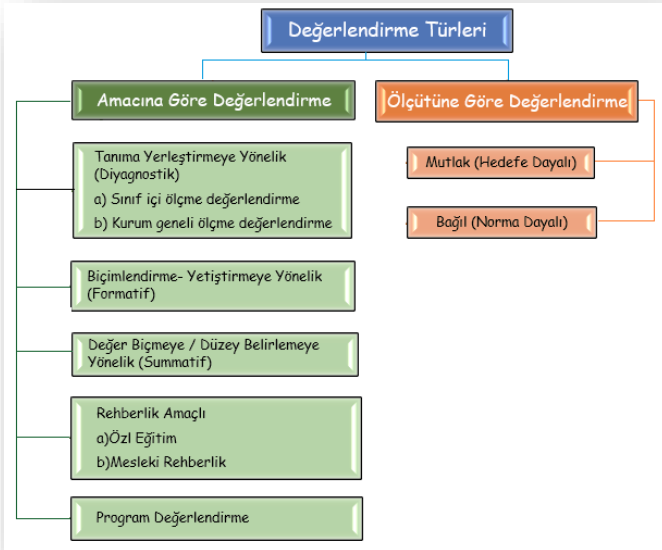 Değerlendirme Türleri
Amacına Göre Değerlendirme
Tanıma Yerleştirmeye Yönelik
(Diyagnostik)
a) Sınıf içi ölçme değerlendirme
b) Kurum geneli ölçme değerlendirme
Biçimlendirme- Yetiştirmeye Yönelik
(Formatif)
Değer Biçmeye / Düzey Belirlemeye
Yönelik (Summatif)
Rehberlik Amaçlı
a)Özl Eğitim
b)Mesleki Rehberlik
Program Değerlendirme
Ölçütüne Göre Değerlendirme
Mutlak (Hedefe Dayalı)
Bağıl (Norma Dayalı)